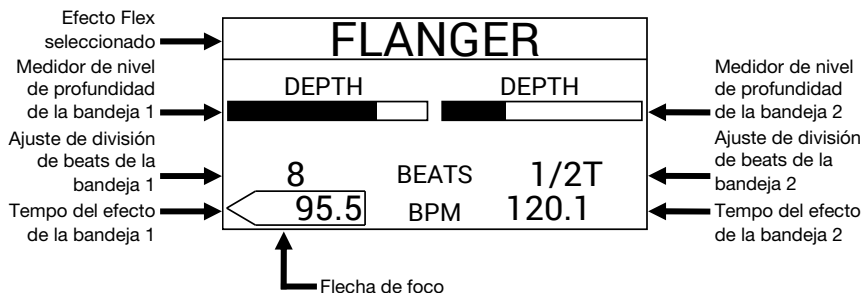 Efecto Flex
seleccionado
Medidor de nivel
de profundidad
de la bandeja 1
Ajuste de división
de beats de la
bandeja 1
Tempo del efecto
de la bandeja 1
FLANGER
DEPTH DEPTH
8 BEATS 1/2T
95.5 BPM 120.1
Medidor de nivel
de profundidad
de la bandeja 2
Ajuste de división
de beats de la
bandeja 2
Tempo del efecto
de la bandeja 2
Flecha de foco